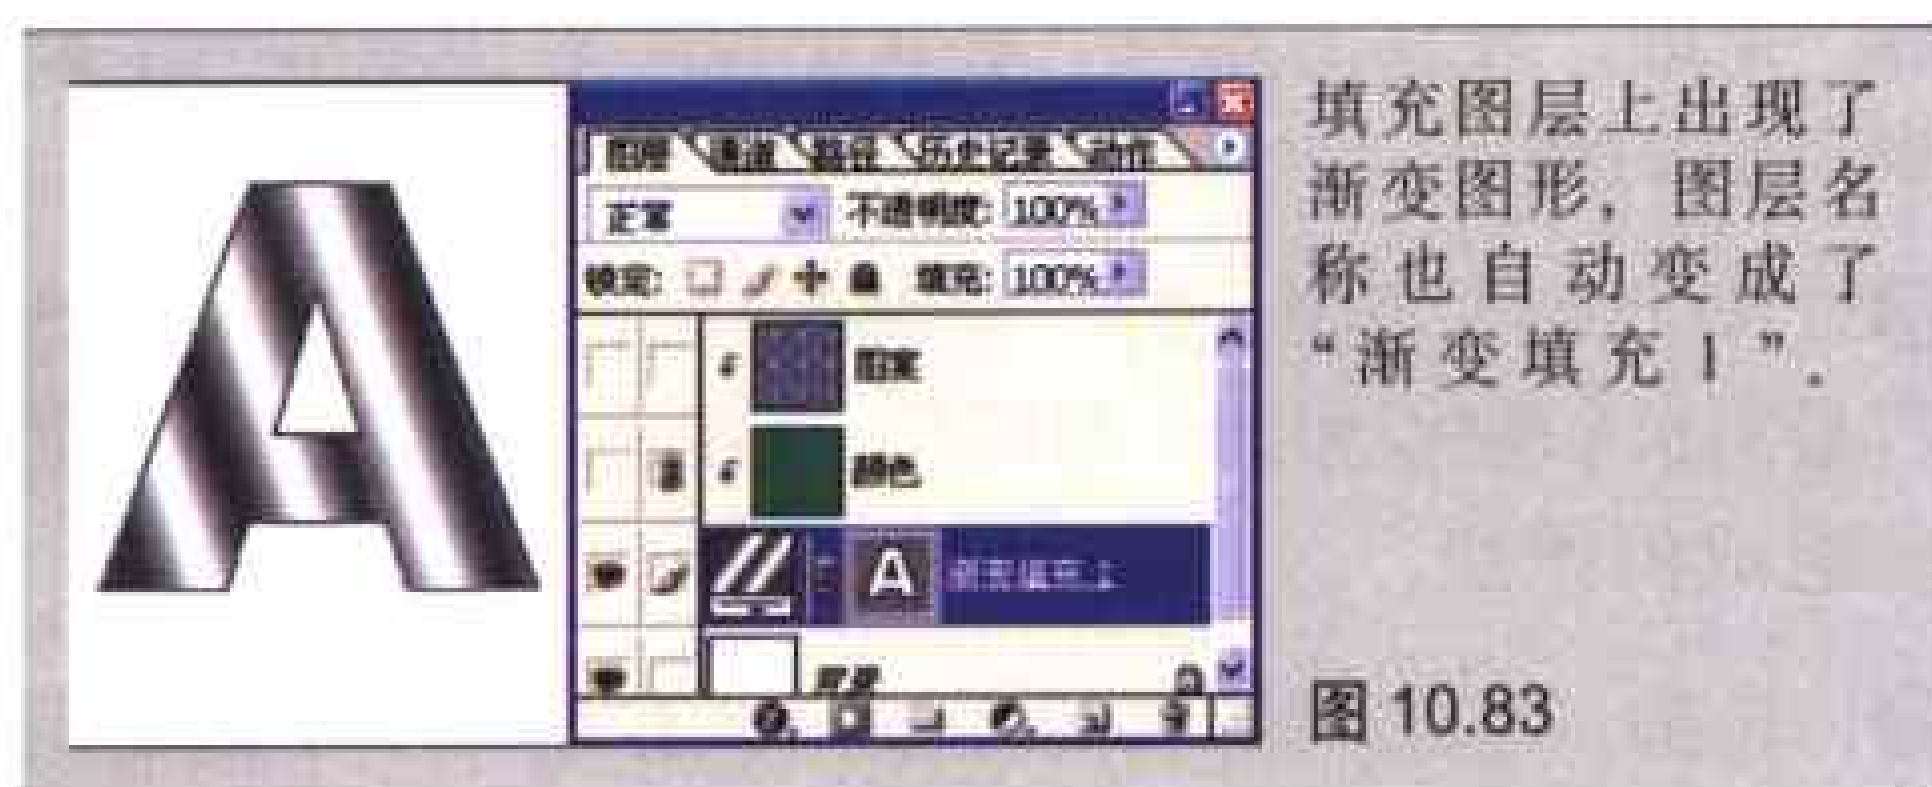 A
图层 通道 路径 历史记录 动作
正常 不透明度: 100%
锁定: 填充: 100%
图案
颜色
A 渐变填充 1
背景
填充图层上出现了
渐变图形，图层名
称也自动变成了
“渐变填充 1”.
图 10.83